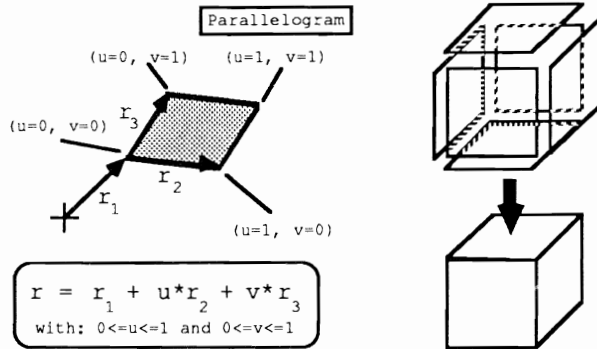 Parallelogram
(u=0, v=1) (u=1, v=1)
r3
(u=0, v=0)
r2
r1
(u=1, v=0)
r = r1 + u*r2 + v*r3
with: 0<=u<=1 and 0<=v<=1